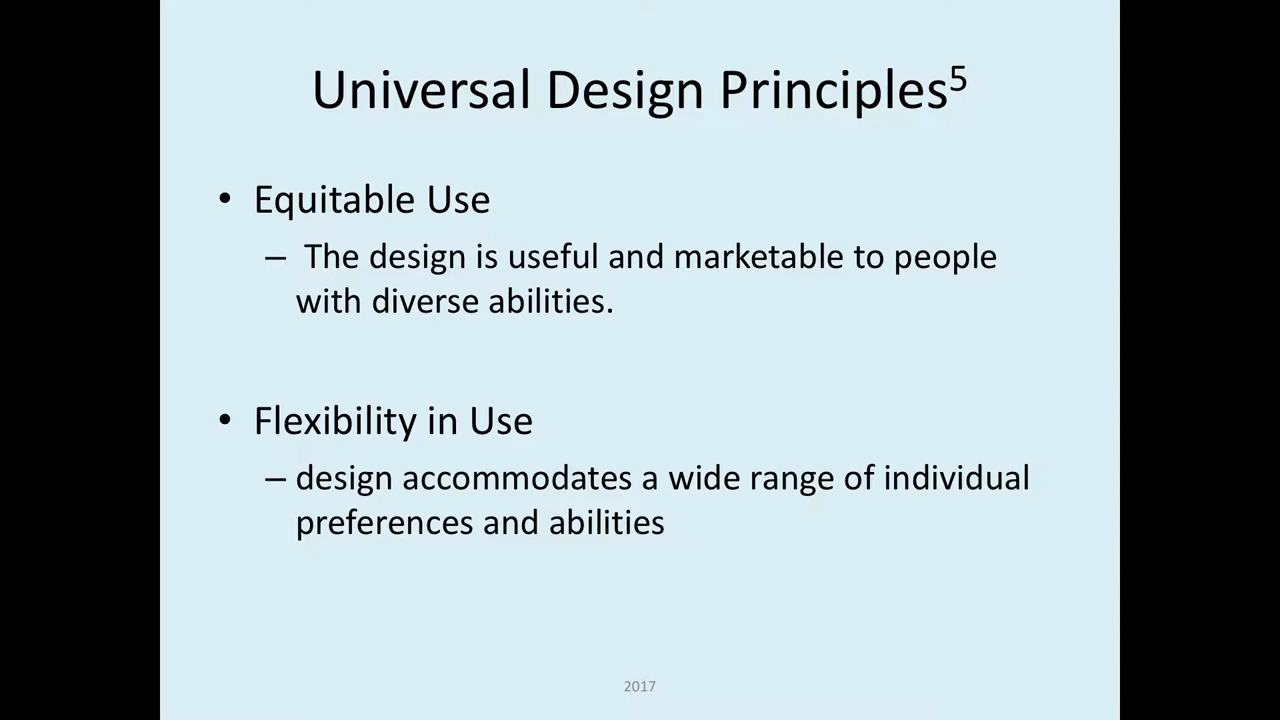 Universal Design Principles⁵
• Equitable Use
– The design is useful and marketable to people
with diverse abilities.
• Flexibility in Use
– design accommodates a wide range of individual
preferences and abilities
2017